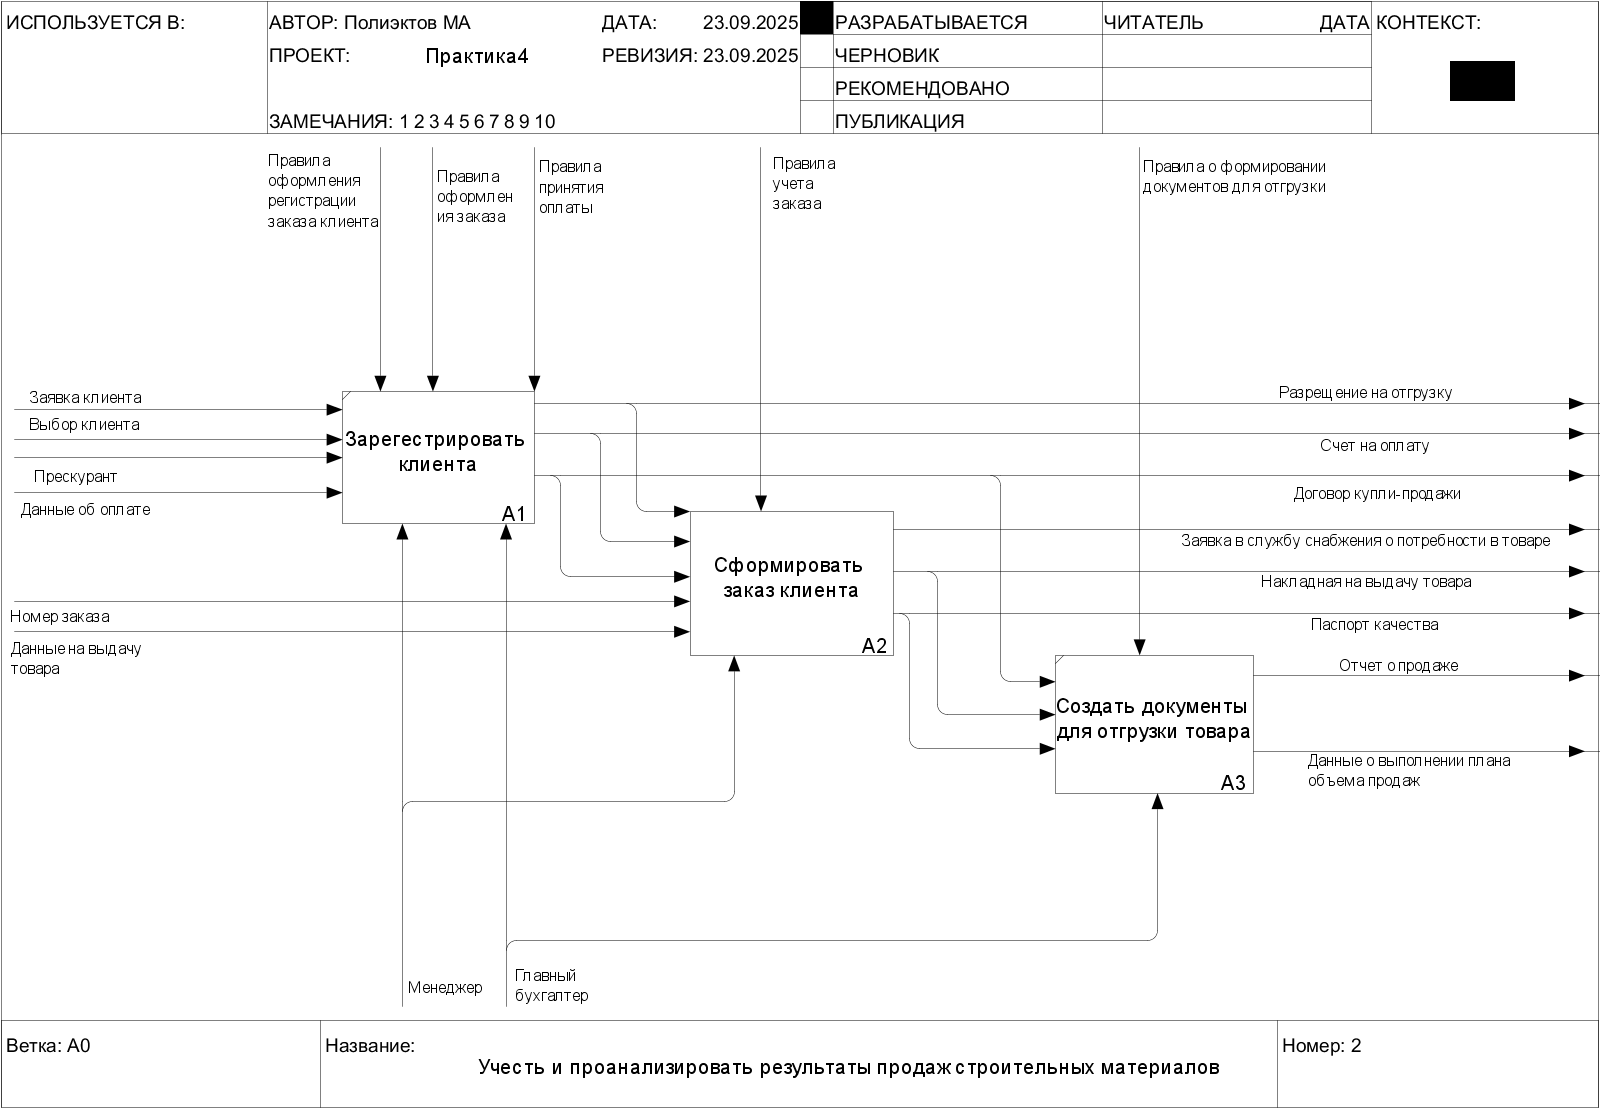 ИСПОЛЬЗУЕТСЯ В:
АВТОР: Полиэктов МА
ДАТА: 23.09.2025
ПРОЕКТ: Практика4
РЕВИЗИЯ: 23.09.2025
ЗАМЕЧАНИЯ: 1 2 3 4 5 6 7 8 9 10
РАЗРАБАТЫВАЕТСЯ
ЧЕРНОВИК
РЕКОМЕНДОВАНО
ПУБЛИКАЦИЯ
ЧИТАТЕЛЬ
ДАТА
КОНТЕКСТ:
Правила
оформления
регистрации
заказа клиента
Правила
оформлен
ия заказа
Правила
принятия
оплаты
Правила
учета
заказа
Правила о формировании
документов для отгрузки
Заявка клиента
Выбор клиента
Прескурант
Данные об оплате
Зарегестрировать
клиента
A1
Разрещение на отгрузку
Счет на оплату
Договор купли-продажи
Номер заказа
Данные на выдачу
товара
Сформировать
заказ клиента
A2
Заявка в службу снабжения о потребности в товаре
Накладная на выдачу товара
Паспорт качества
Создать документы
для отгрузки товара
A3
Отчет о продаже
Данные о выполнении плана
объема продаж
Менеджер
Главный
бухгалтер
Ветка: A0
Название:
Учесть и проанализировать результаты продаж строительных материалов
Номер: 2